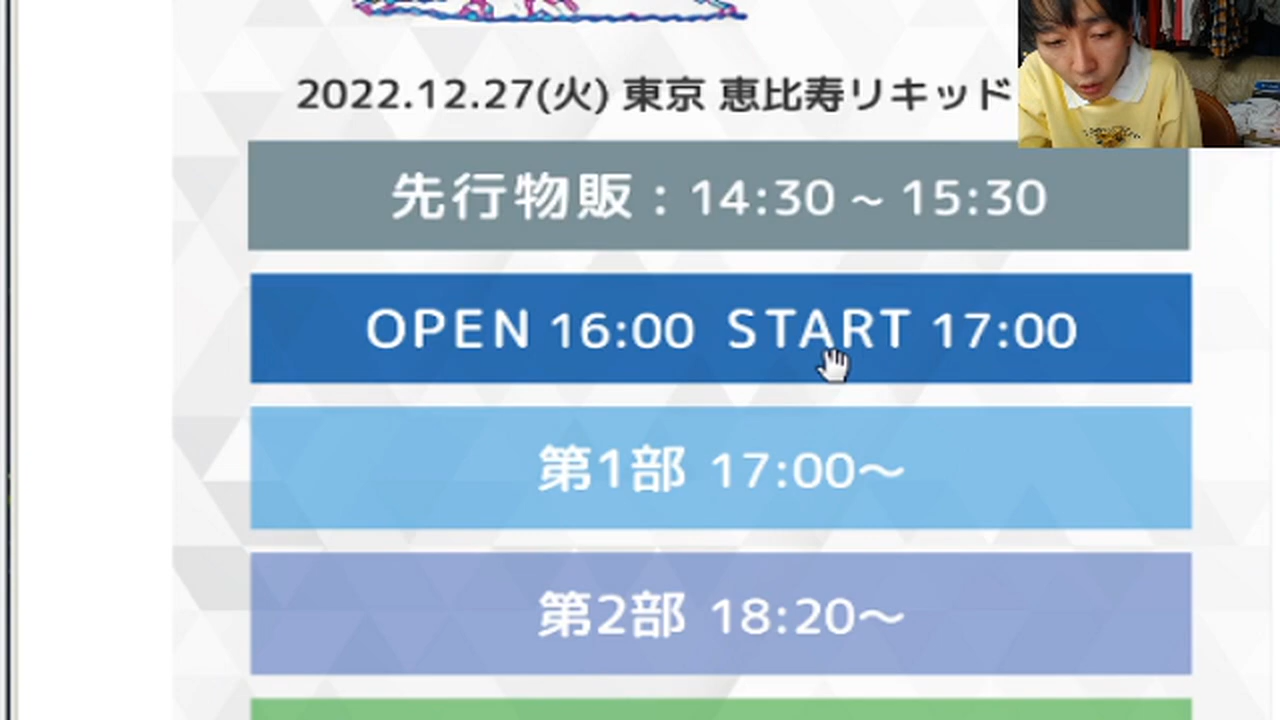 2022.12.27(火) 東京 恵比寿リキッド
先行物販 : 14:30 ~ 15:30
OPEN 16:00 START 17:00
第1部 17:00～
第2部 18:20～